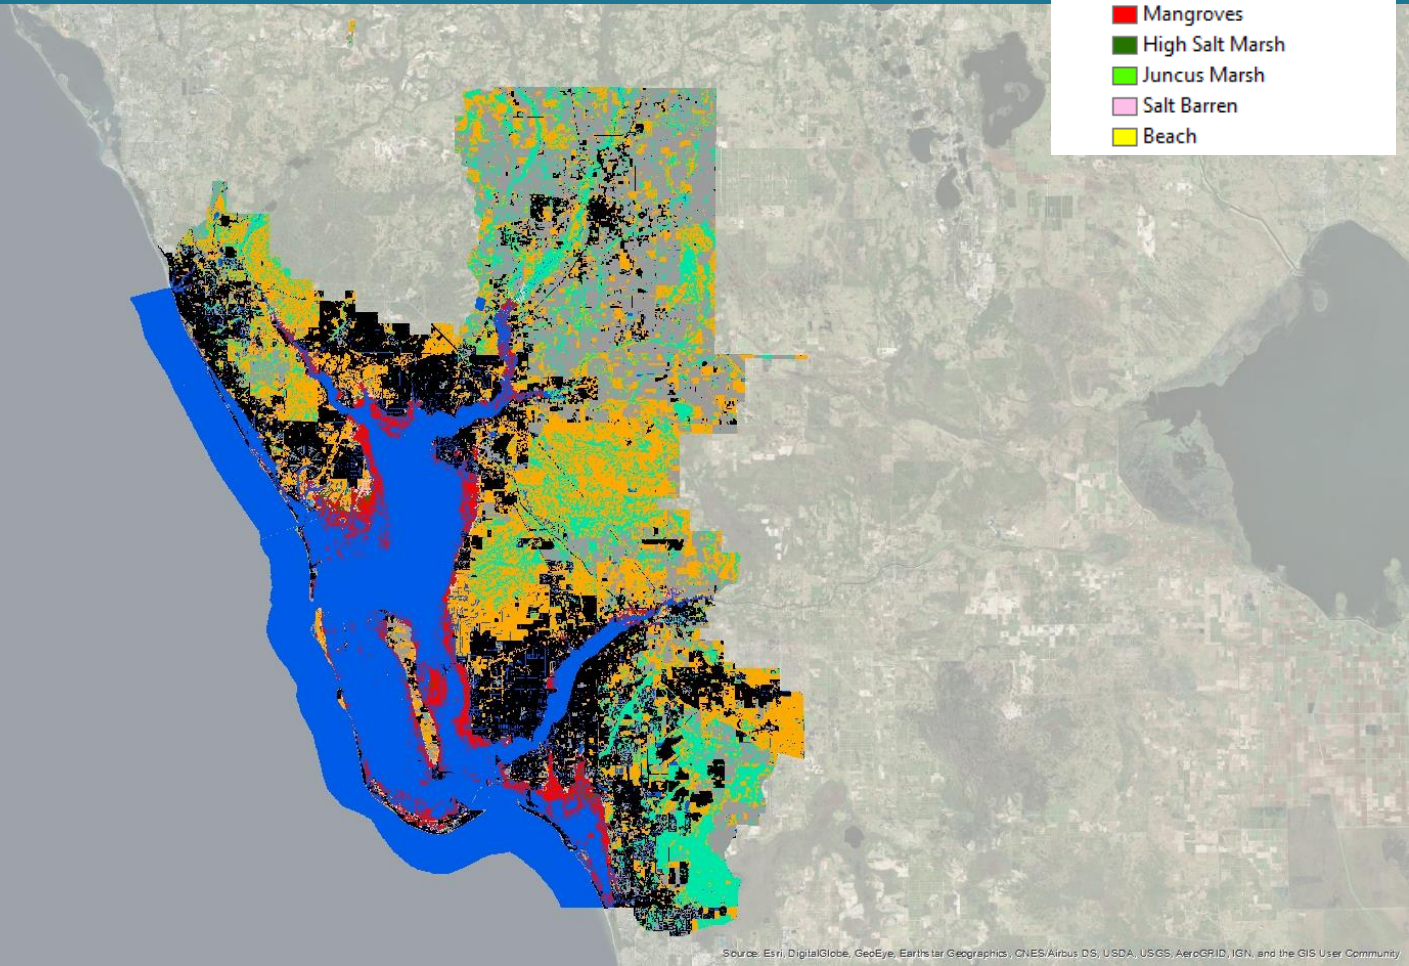 Mangroves
High Salt Marsh
Juncus Marsh
Salt Barren
Beach
Source: Esri, DigitalGlobe, GeoEye, Earthstar Geographics, CNES/Airbus DS, USDA, USGS, AeroGRID, IGN, and the GIS User Community